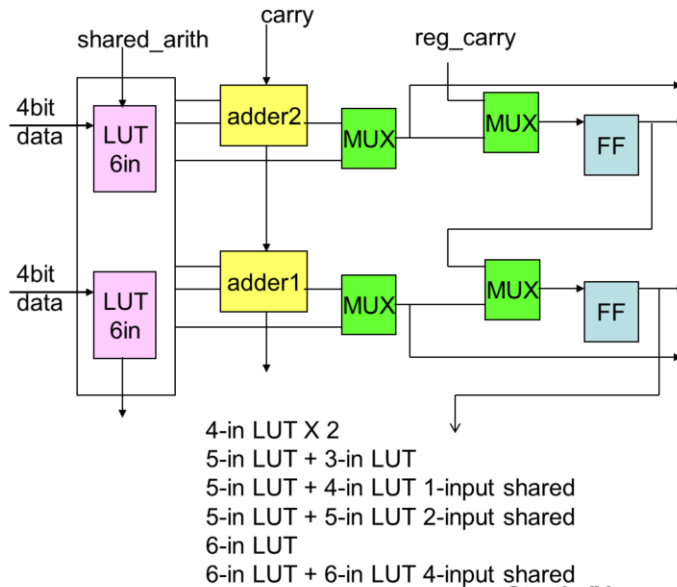 carry
shared_arith
reg_carry
4bit
data
LUT
6in
adder2
MUX
MUX
FF
4bit
data
LUT
6in
adder1
MUX
MUX
FF
4-in LUT X 2
5-in LUT + 3-in LUT
5-in LUT + 4-in LUT 1-input shared
5-in LUT + 5-in LUT 2-input shared
6-in LUT
6-in LUT + 6-in LUT 4-input shared